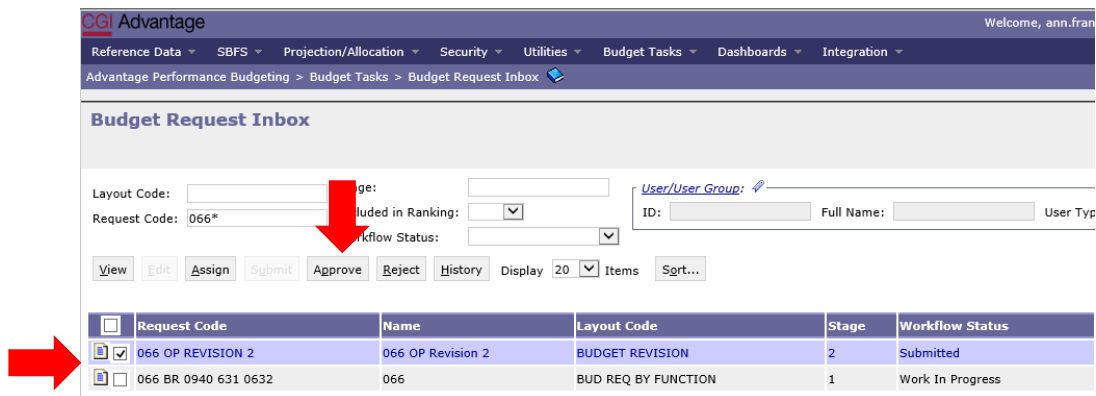 CGI Advantage
Welcome, ann.fran
Reference Data SBFS Projection/Allocation Security Utilities Budget Tasks Dashboards Integration
Advantage Performance Budgeting > Budget Tasks > Budget Request Inbox
Budget Request Inbox
Layout Code: ge: User/User Group:
Request Code: 066* luded in Ranking: ID: Full Name: User Typ
rkflow Status:
View Edit Assign Submit Approve Reject History Display 20 Items Sort...
Request Code Name Layout Code Stage Workflow Status
066 OP REVISION 2 066 OP Revision 2 BUDGET REVISION 2 Submitted
066 BR 0940 631 0632 066 BUD REQ BY FUNCTION 1 Work In Progress